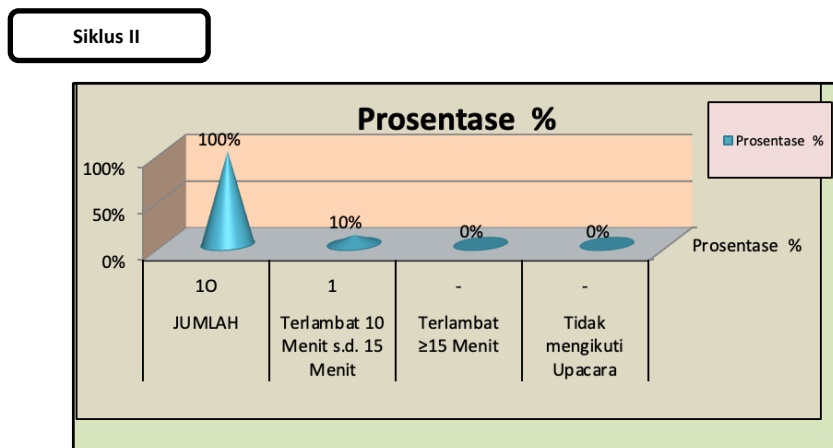 Siklus II
Prosentase %
Prosentase %
100%
10%
0%
0%
100%
50%
0%
Prosentase %
1O
1
-
-
JUMLAH
Terlambat 10
Menit s.d. 15
Menit
Terlambat
≥15 Menit
Tidak
mengikuti
Upacara